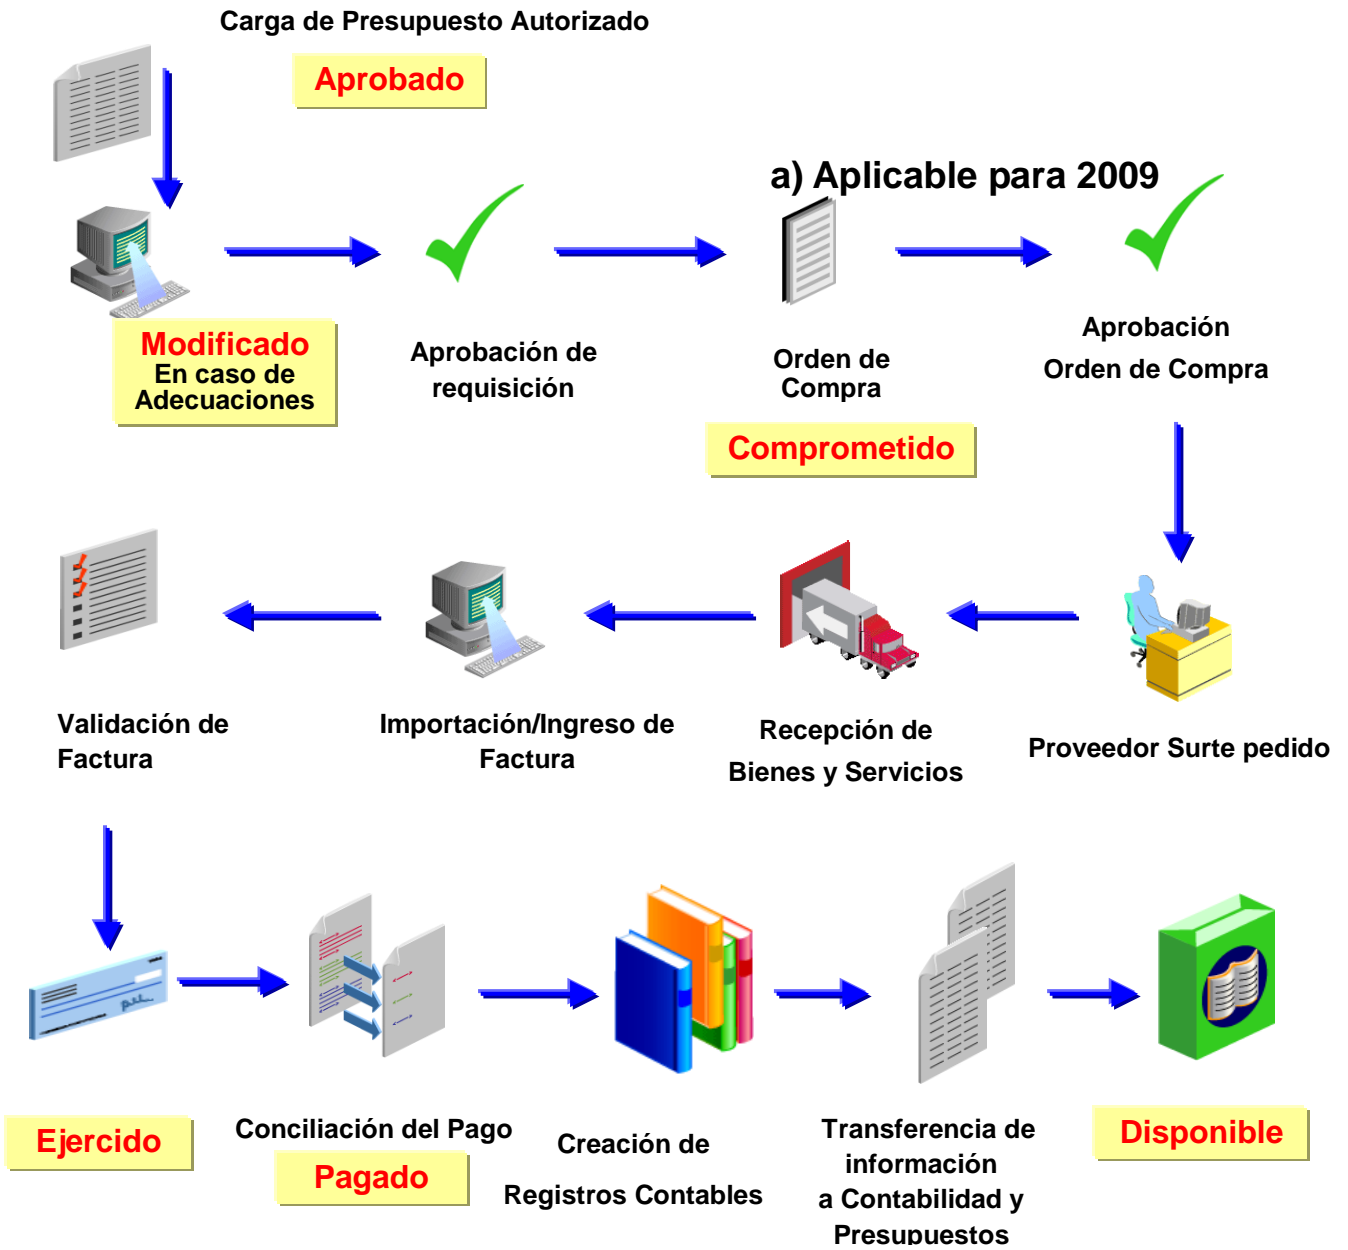 Carga de Presupuesto Autorizado
Aprobado
a) Aplicable para 2009
Modificado
En caso de
Adecuaciones
Aprobación de
requisición
Orden de
Compra
Comprometido
Aprobación
Orden de Compra
Validación de
Factura
Importación/Ingreso de
Factura
Recepción de
Bienes y Servicios
Proveedor Surte pedido
Ejercido
Conciliación del Pago
Pagado
Creación de
Registros Contables
Transferencia de
información
a Contabilidad y
Presupuestos
Disponible